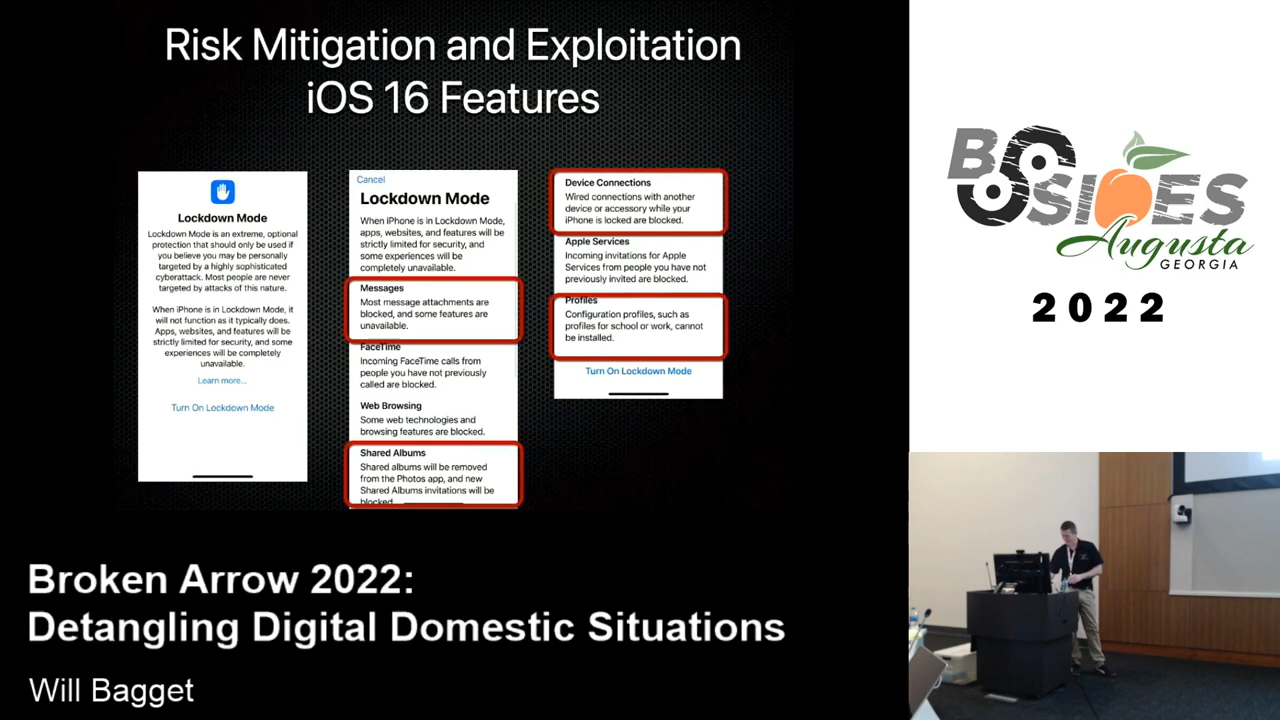 Risk Mitigation and Exploitation
iOS 16 Features
Lockdown Mode
Lockdown Mode is an extreme, optional
protection that should only be used if
you believe you may be personally
targeted by a highly sophisticated
cyberattack. Most people are never
targeted by attacks of this nature.
When iPhone is in Lockdown Mode, it
will not function as it typically does.
Apps, websites, and features will be
strictly limited for security, and some
experiences will be completely
unavailable.
Learn more...
Turn On Lockdown Mode
Cancel
Lockdown Mode
When iPhone is in Lockdown Mode,
apps, websites, and features will be
strictly limited for security, and
some experiences will be
completely unavailable.
Messages
Most message attachments are
blocked, and some features are
unavailable.
FaceTime
Incoming FaceTime calls from
people you have not previously
called are blocked.
Web Browsing
Some web technologies and
browsing features are blocked.
Shared Albums
Shared albums will be removed
from the Photos app, and new
Shared Albums invitations will be
blocked.
Device Connections
Wired connections with another
device or accessory while your
iPhone is locked are blocked.
Apple Services
Incoming invitations for Apple
Services from people you have not
previously invited are blocked.
Profiles
Configuration profiles, such as
profiles for school or work, cannot
be installed.
Turn On Lockdown Mode
BSIDES
Augusta
GEORGIA
2022
Broken Arrow 2022:
Detangling Digital Domestic Situations
Will Bagget